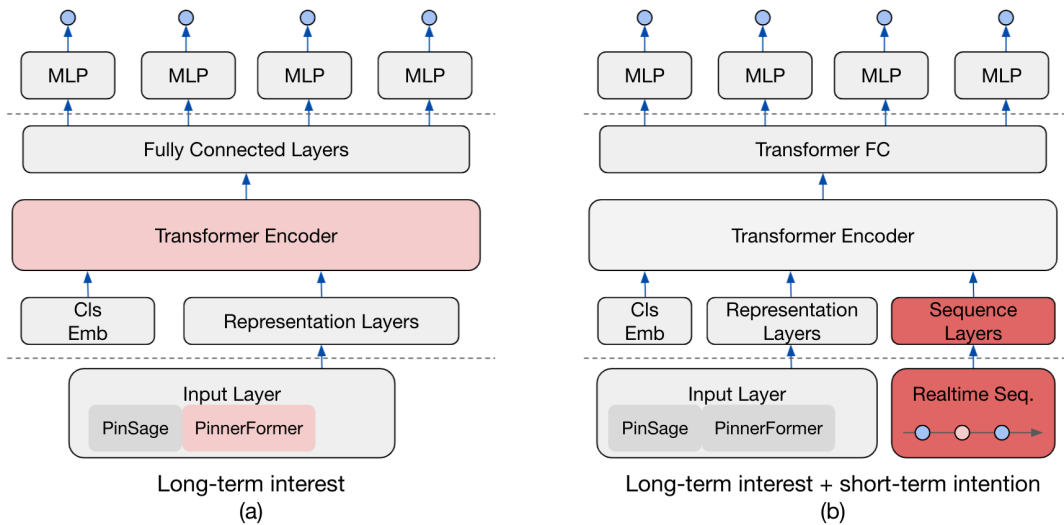 MLP MLP MLP MLP
Fully Connected Layers
Transformer Encoder
Cls
Emb
Representation Layers
Input Layer
PinSage PinnerFormer
Long-term interest
(a)
MLP MLP MLP MLP
Transformer FC
Transformer Encoder
Cls
Emb
Representation
Layers
Sequence
Layers
Input Layer
PinSage PinnerFormer
Realtime Seq.
Long-term interest + short-term intention
(b)